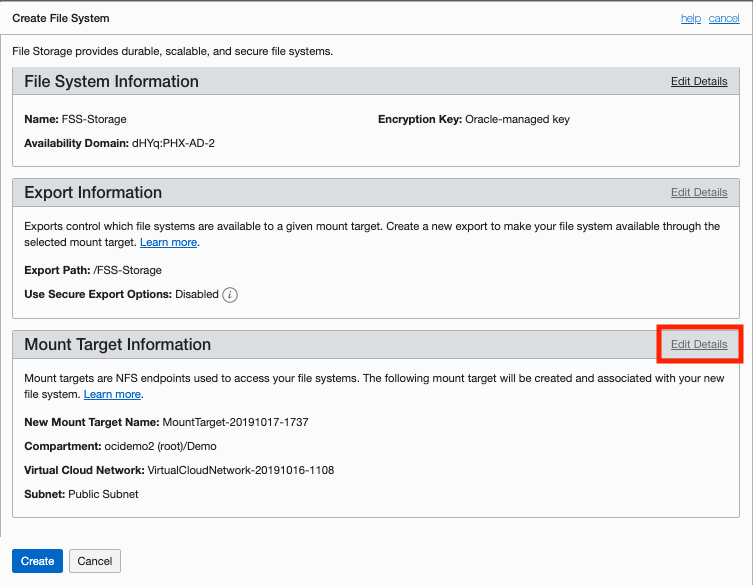 Create File System help cancel
File Storage provides durable, scalable, and secure file systems.
File System Information Edit Details
Name: FSS-Storage Encryption Key: Oracle-managed key
Availability Domain: dHYq:PHX-AD-2
Export Information Edit Details
Exports control which file systems are available to a given mount target. Create a new export to make your file system available through the
selected mount target. Learn more.
Export Path: /FSS-Storage
Use Secure Export Options: Disabled i
Mount Target Information Edit Details
Mount targets are NFS endpoints used to access your file systems. The following mount target will be created and associated with your new
file system. Learn more.
New Mount Target Name: MountTarget-20191017-1737
Compartment: ocidemo2 (root)/Demo
Virtual Cloud Network: VirtualCloudNetwork-20191016-1108
Subnet: Public Subnet
Create Cancel